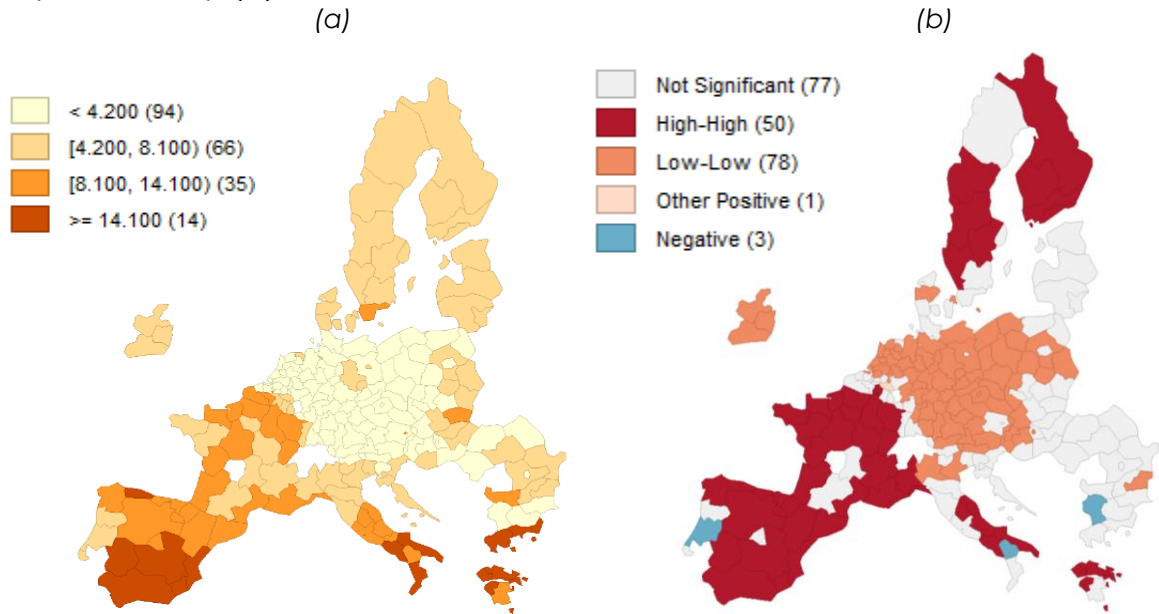 (a)
(b)
< 4.200 (94)
[4.200, 8.100) (66)
[8.100, 14.100) (35)
>= 14.100 (14)
Not Significant (77)
High-High (50)
Low-Low (78)
Other Positive (1)
Negative (3)